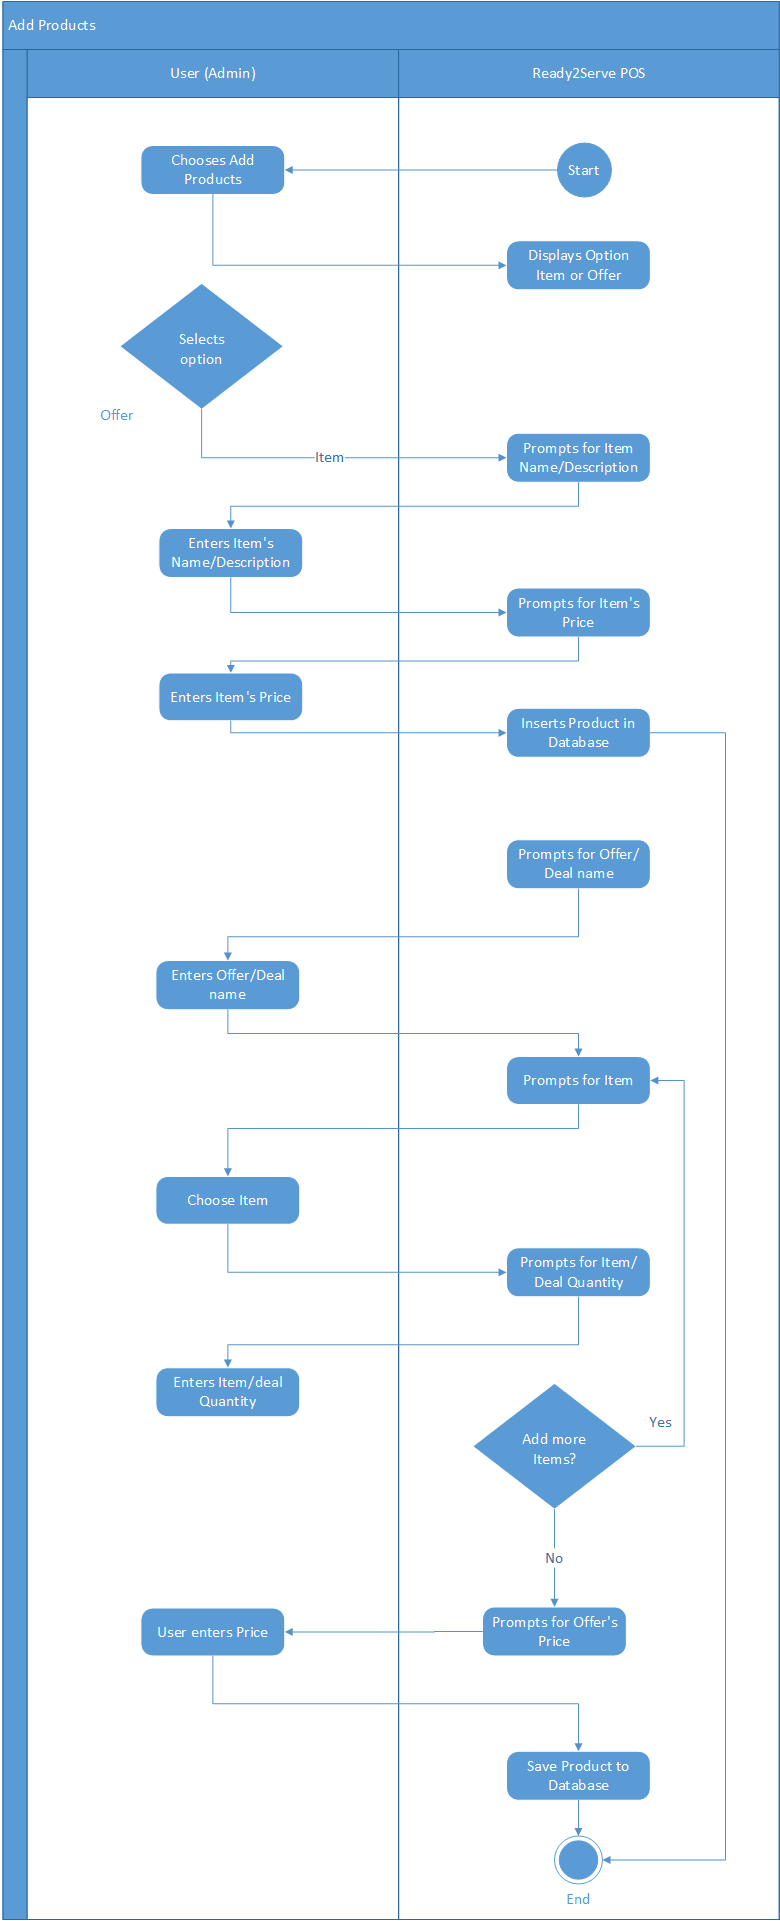 Add Products
User (Admin)
Ready2Serve POS
Chooses Add
Products
Start
Displays Option
Item or Offer
Selects
option
Offer
Item
Prompts for Item
Name/Description
Enters Item's
Name/Description
Prompts for Item's
Price
Enters Item's Price
Inserts Product in
Database
Prompts for Offer/
Deal name
Enters Offer/Deal
name
Prompts for Item
Choose Item
Prompts for Item/
Deal Quantity
Enters Item/deal
Quantity
Add more
Items?
Yes
No
Prompts for Offer's
Price
User enters Price
Save Product to
Database
End